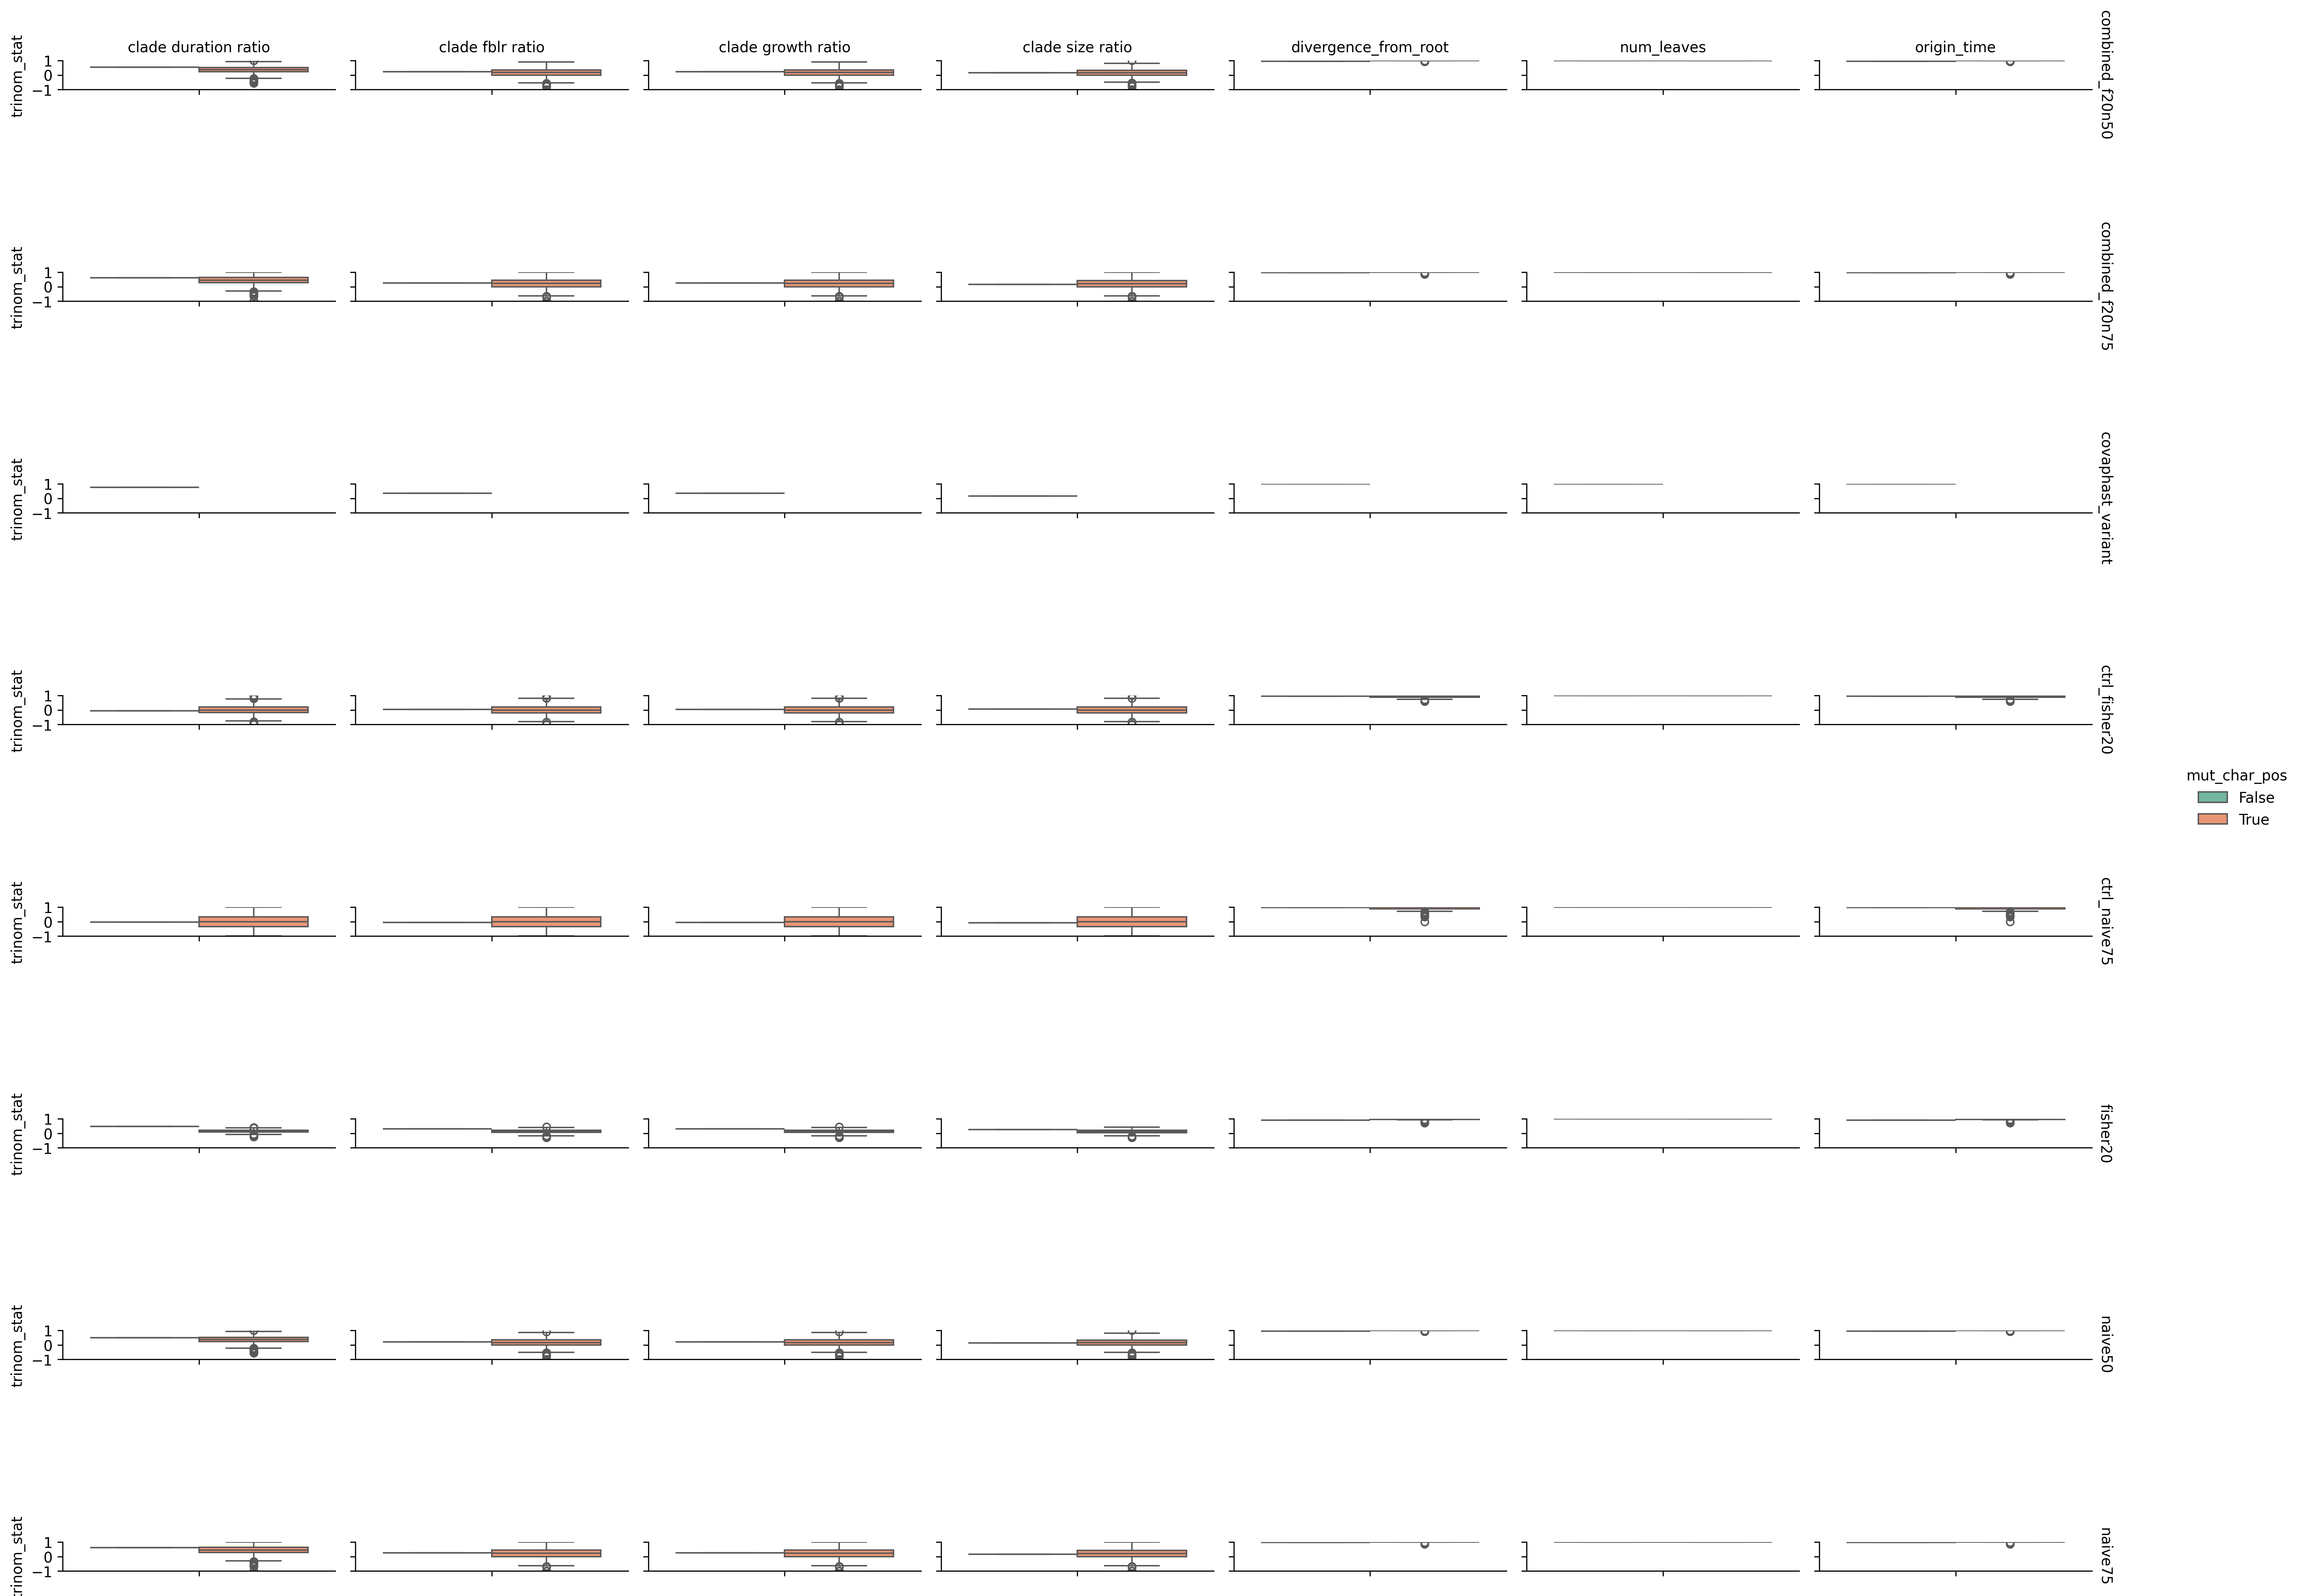 clade duration ratio
clade fblr ratio
clade growth ratio
clade size ratio
divergence_from_root
num_leaves
origin_time
trinom_stat
1
0
−1
combined_f20n50
trinom_stat
1
0
−1
combined_f20n75
trinom_stat
1
0
−1
covaphast_variant
trinom_stat
1
0
−1
ctrl_fisher20
mut_char_pos
False
True
trinom_stat
1
0
−1
ctrl_naive75
trinom_stat
1
0
−1
fisher20
trinom_stat
1
0
−1
naive50
trinom_stat
1
0
−1
naive75